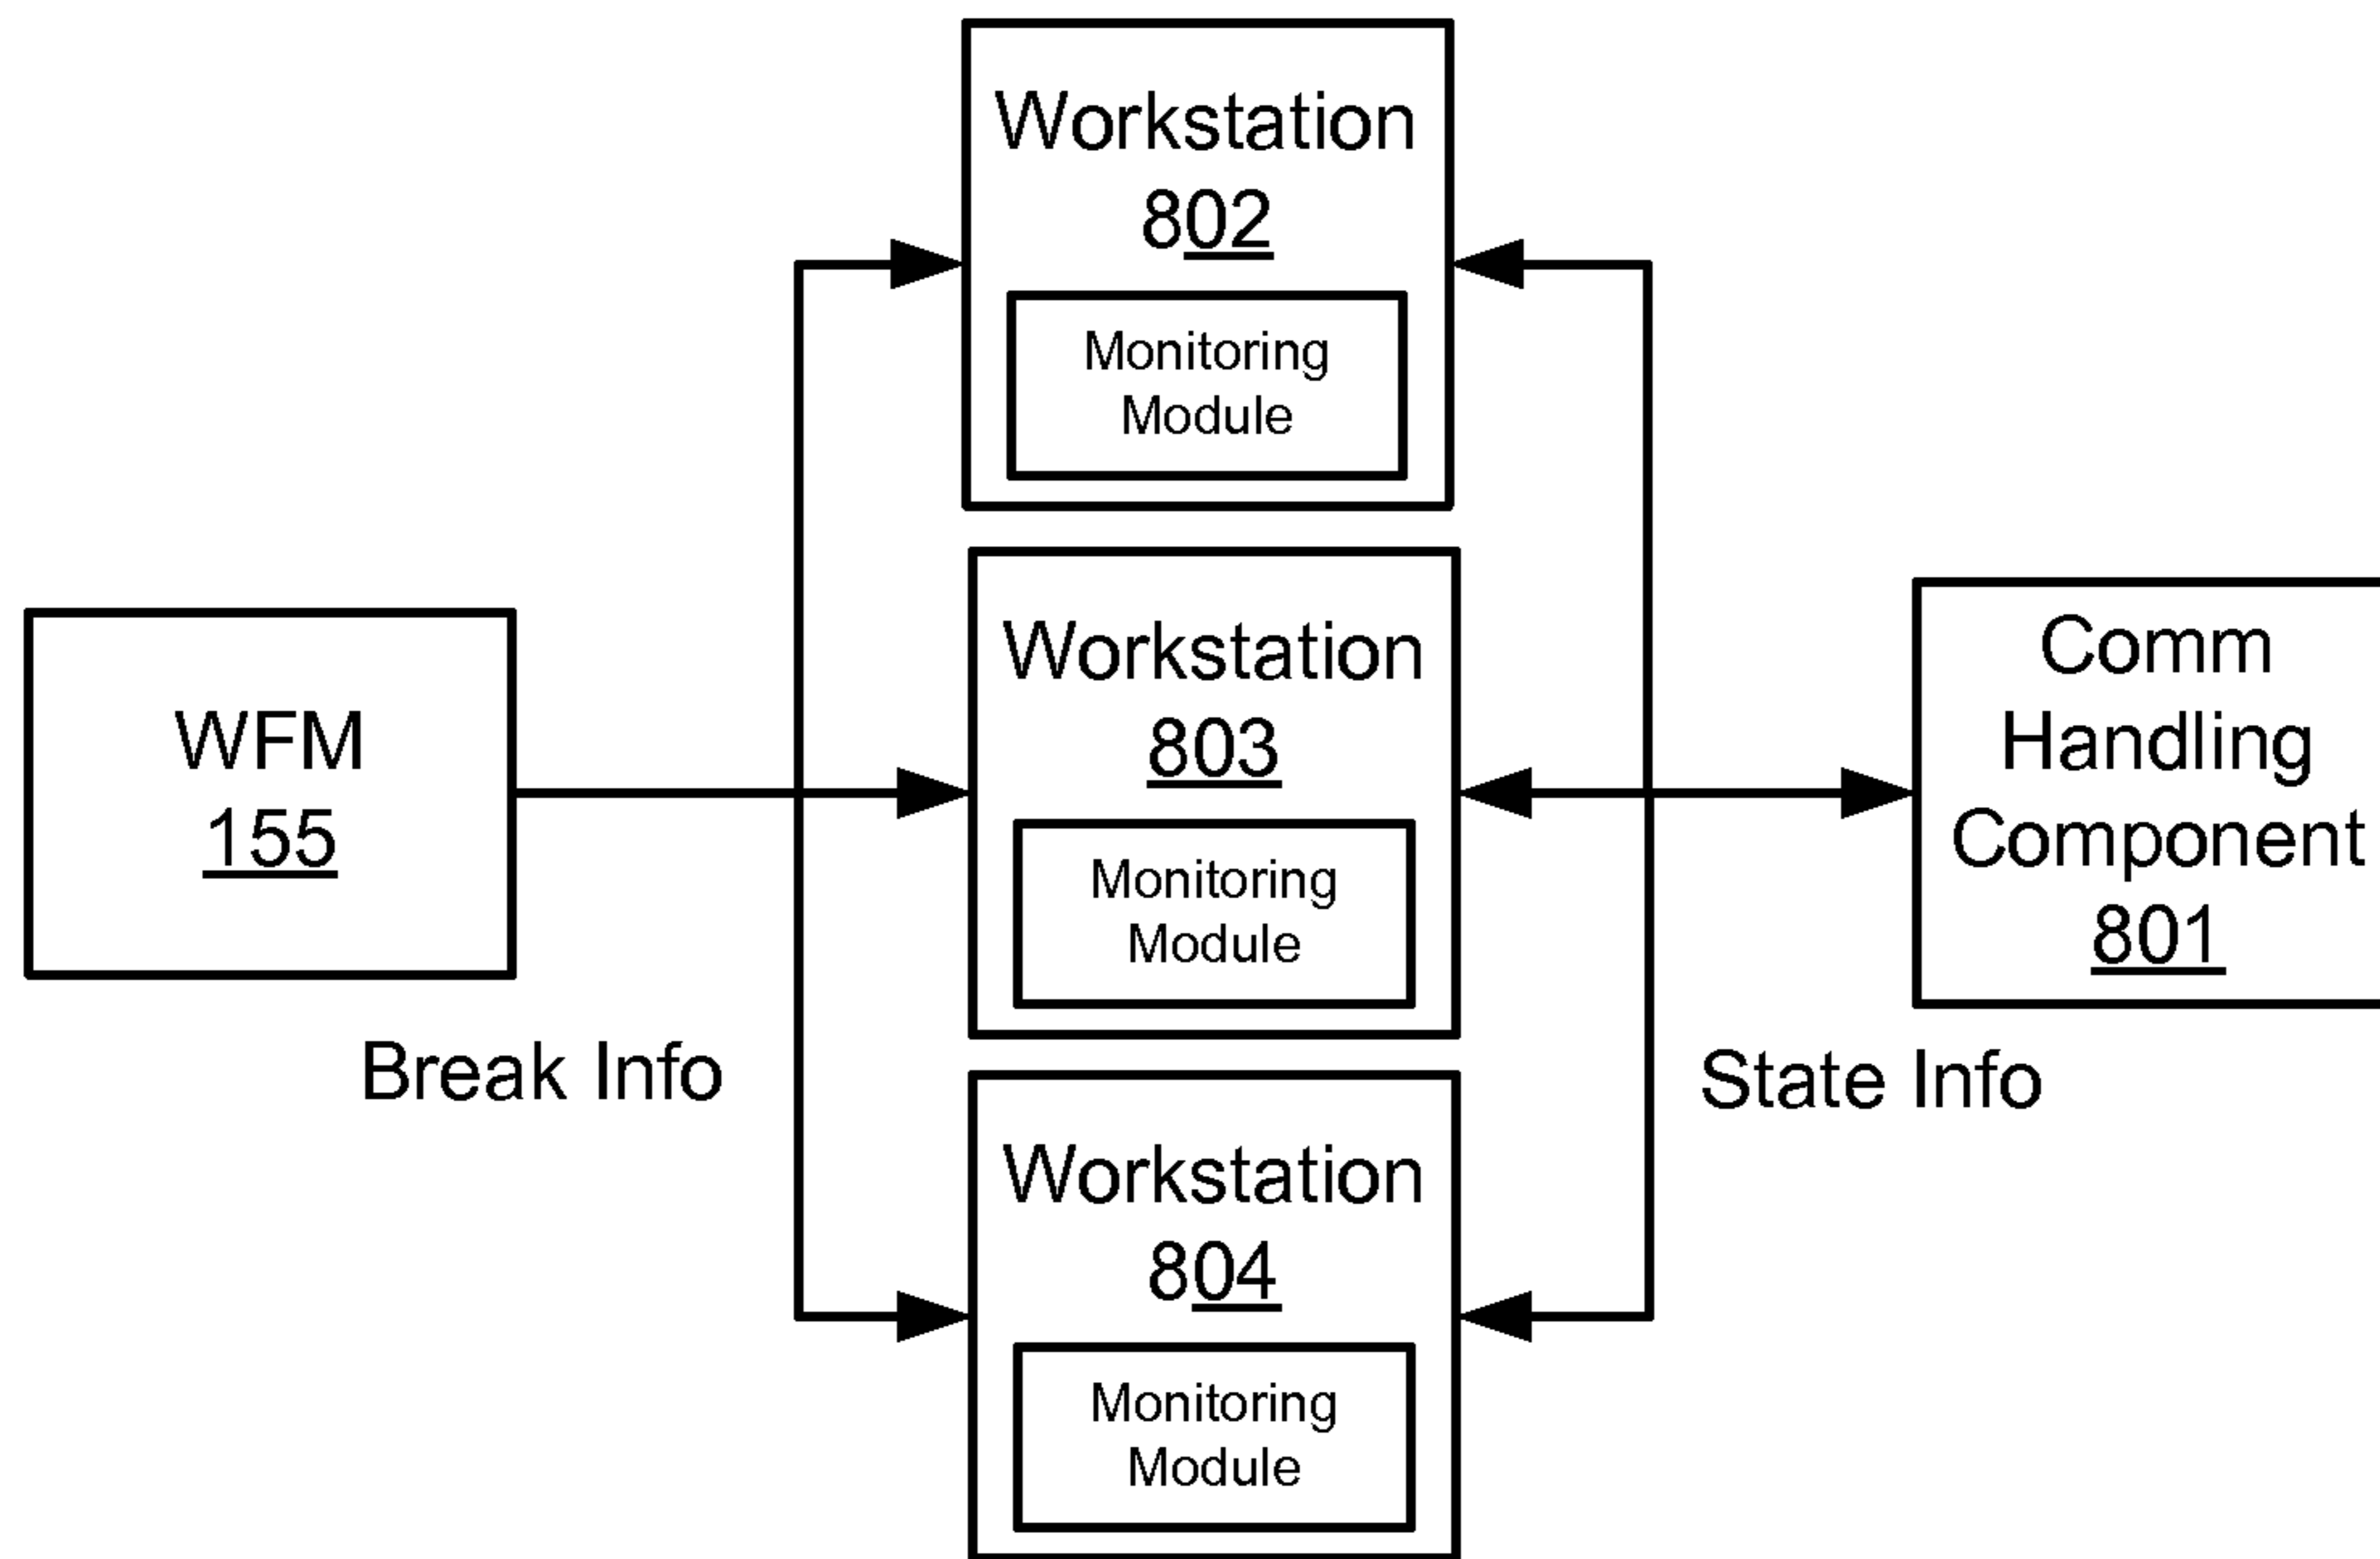 Workstation
802
Monitoring
Module
WFM
155
Break Info
Workstation
803
Monitoring
Module
Workstation
804
Monitoring
Module
Comm
Handling
Component
801
State Info